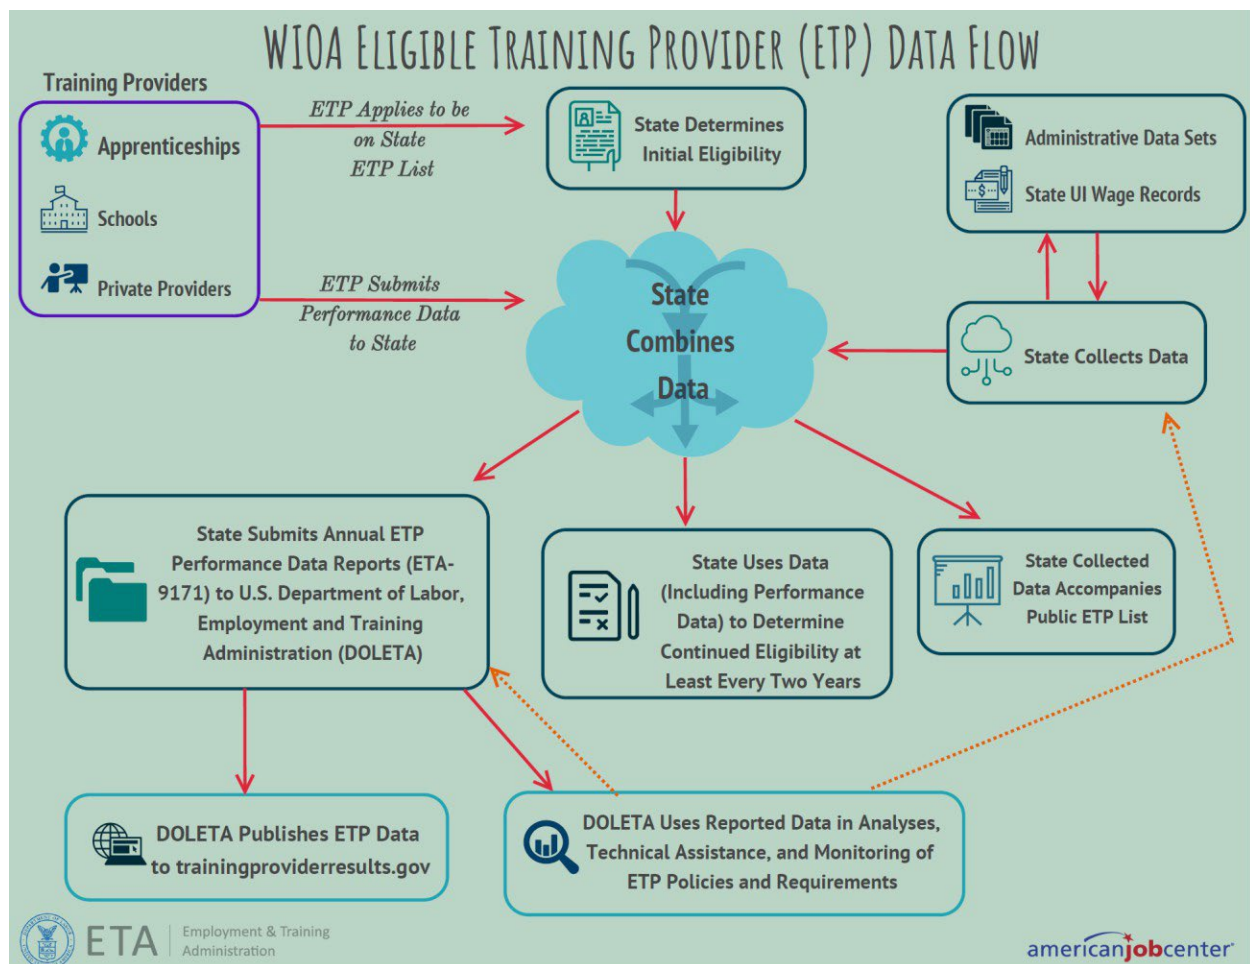 WIOA ELIGIBLE TRAINING PROVIDER (ETP) DATA FLOW
Training Providers
Apprenticeships
Schools
Private Providers
ETP Applies to be
on State
ETP List
ETP Submits
Performance Data
to State
State Determines
Initial Eligibility
Administrative Data Sets
State UI Wage Records
State Collects Data
State
Combines
Data
State Submits Annual ETP
Performance Data Reports (ETA-
9171) to U.S. Department of Labor,
Employment and Training
Administration (DOLETA)
State Uses Data
(Including Performance
Data) to Determine
Continued Eligibility at
Least Every Two Years
State Collected
Data Accompanies
Public ETP List
DOLETA Publishes ETP Data
to trainingproviderresults.gov
DOLETA Uses Reported Data in Analyses,
Technical Assistance, and Monitoring of
ETP Policies and Requirements
ETA
Employment & Training
Administration
americanjobcenter